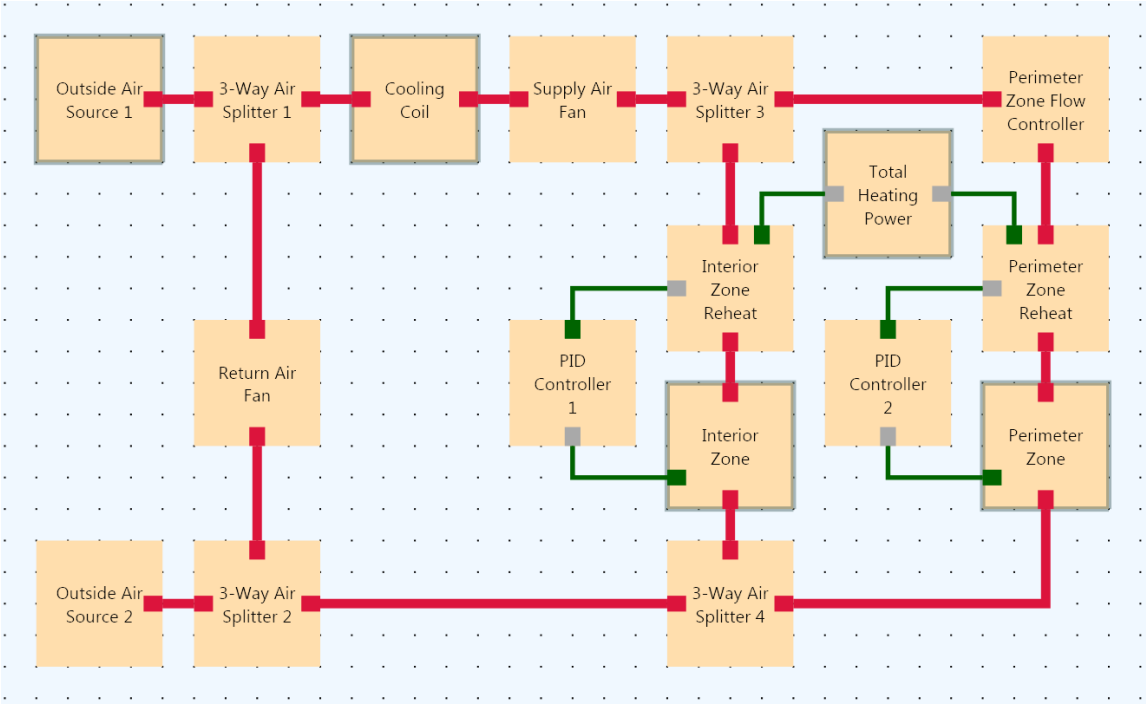 Outside Air
Source 1
3-Way Air
Splitter 1
Cooling
Coil
Supply Air
Fan
3-Way Air
Splitter 3
Perimeter
Zone Flow
Controller
Total
Heating
Power
Interior
Zone
Reheat
Perimeter
Zone
Reheat
Return Air
Fan
PID
Controller
1
PID
Controller
2
Interior
Zone
Perimeter
Zone
Outside Air
Source 2
3-Way Air
Splitter 2
3-Way Air
Splitter 4